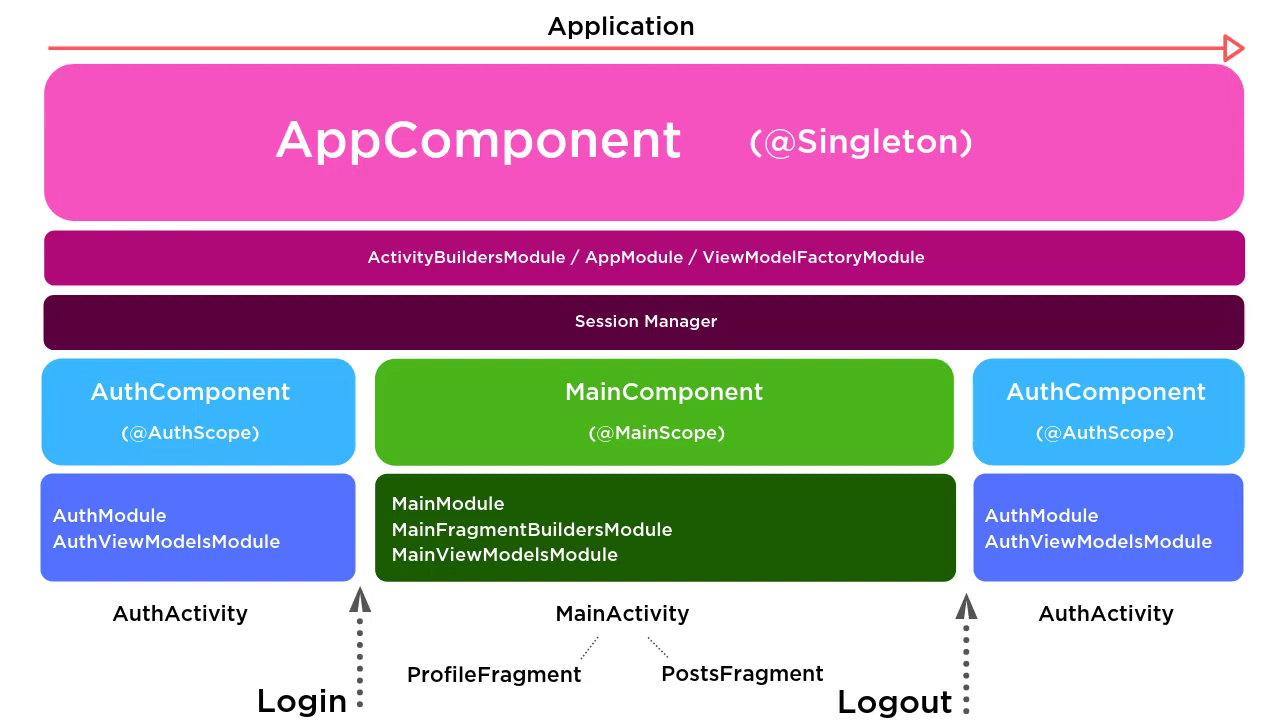 Application
AppComponent (@Singleton)
ActivityBuildersModule / AppModule / ViewModelFactoryModule
Session Manager
AuthComponent
(@AuthScope)
MainComponent
(@MainScope)
AuthComponent
(@AuthScope)
AuthModule
AuthViewModelsModule
MainModule
MainFragmentBuildersModule
MainViewModelsModule
AuthModule
AuthViewModelsModule
AuthActivity
MainActivity
AuthActivity
ProfileFragment
PostsFragment
Login
Logout